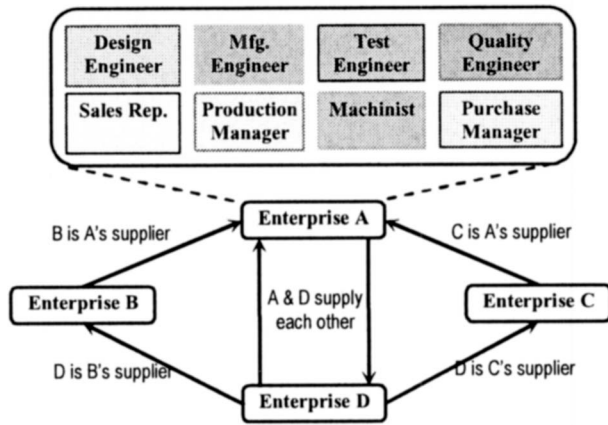 Design
Engineer
Mfg.
Engineer
Test
Engineer
Quality
Engineer
Sales Rep.
Production
Manager
Machinist
Purchase
Manager
Enterprise A
B is A's supplier
C is A's supplier
Enterprise B
A & D supply
each other
Enterprise C
D is B's supplier
D is C's supplier
Enterprise D